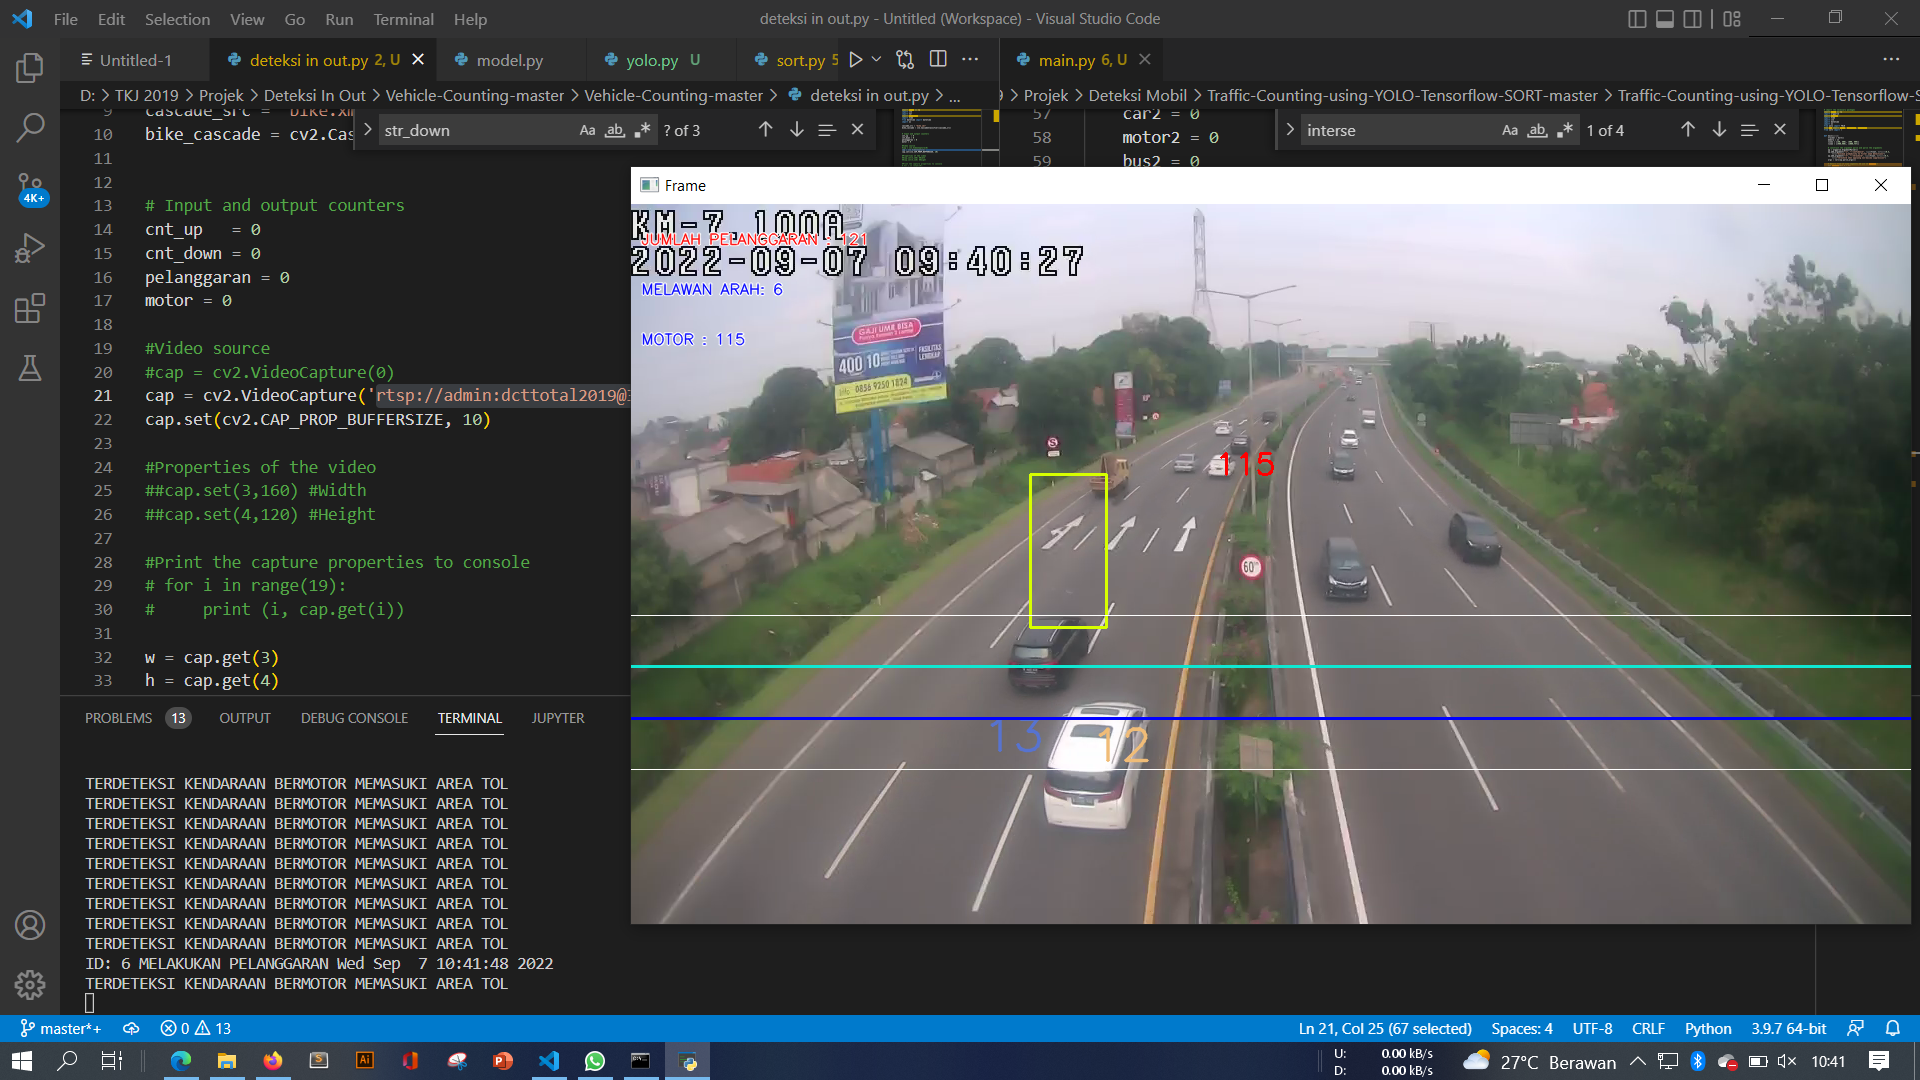 File Edit Selection View Go Run Terminal Help
deteksi in out.py - Untitled (Workspace) - Visual Studio Code
Untitled-1
deteksi in out.py 2, U
model.py
yolo.py U
sort.py 5
main.py 6, U
D: > TKJ 2019 > Projek > Deteksi In Out > Vehicle-Counting-master > Vehicle-Counting-master > deteksi in out.py > ...
9 > Projek > Deteksi Mobil > Traffic-Counting-using-YOLO-Tensorflow-SORT-master > Traffic-Counting-using-YOLO-Tensorflow-S
str_down Aa ab ? of 3
interse Aa ab 1 of 4
9 cascade_src = 'bike.xm
10 bike_cascade = cv2.Cas
11
12
13 # Input and output counters
14 cnt_up = 0
15 cnt_down = 0
16 pelanggaran = 0
17 motor = 0
18
19 #Video source
20 #cap = cv2.VideoCapture(0)
21 cap = cv2.VideoCapture('rtsp://admin:dcttotal2019@
22 cap.set(cv2.CAP_PROP_BUFFERSIZE, 10)
23
24 #Properties of the video
25 ##cap.set(3,160) #Width
26 ##cap.set(4,120) #Height
27
28 #Print the capture properties to console
29 # for i in range(19):
30 # print (i, cap.get(i))
31
32 w = cap.get(3)
33 h = cap.get(4)
57 car2 = 0
58 motor2 = 0
59 bus2 = 0
4K+
Frame
KM-7.100A
JUMLAH PELANGGARAN : 121
2022-09-07 09:40:27
MELAWAN ARAH: 6
MOTOR : 115
GAJI UMR BISA
400 10
FASILITAS
LENGKAP
0856 9250 1824
S
115
60
13
12
PROBLEMS 13 OUTPUT DEBUG CONSOLE TERMINAL JUPYTER
TERDETEKSI KENDARAAN BERMOTOR MEMASUKI AREA TOL
TERDETEKSI KENDARAAN BERMOTOR MEMASUKI AREA TOL
TERDETEKSI KENDARAAN BERMOTOR MEMASUKI AREA TOL
TERDETEKSI KENDARAAN BERMOTOR MEMASUKI AREA TOL
TERDETEKSI KENDARAAN BERMOTOR MEMASUKI AREA TOL
TERDETEKSI KENDARAAN BERMOTOR MEMASUKI AREA TOL
TERDETEKSI KENDARAAN BERMOTOR MEMASUKI AREA TOL
TERDETEKSI KENDARAAN BERMOTOR MEMASUKI AREA TOL
TERDETEKSI KENDARAAN BERMOTOR MEMASUKI AREA TOL
ID: 6 MELAKUKAN PELANGGARAN Wed Sep  7 10:41:48 2022
TERDETEKSI KENDARAAN BERMOTOR MEMASUKI AREA TOL
master*+ 0 13
Ln 21, Col 25 (67 selected) Spaces: 4 UTF-8 CRLF Python 3.9.7 64-bit
U: 0.00 kB/s
D: 0.00 kB/s
27°C Berawan
10:41